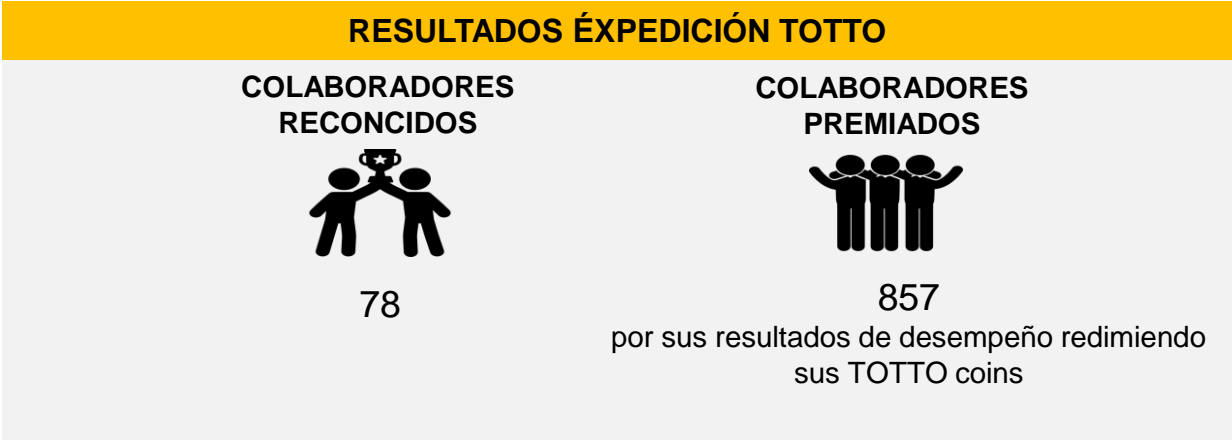 RESULTADOS ÉXPEDICIÓN TOTTO
COLABORADORES
RECONCIDOS
78
COLABORADORES
PREMIADOS
857
por sus resultados de desempeño redimiendo
sus TOTTO coins